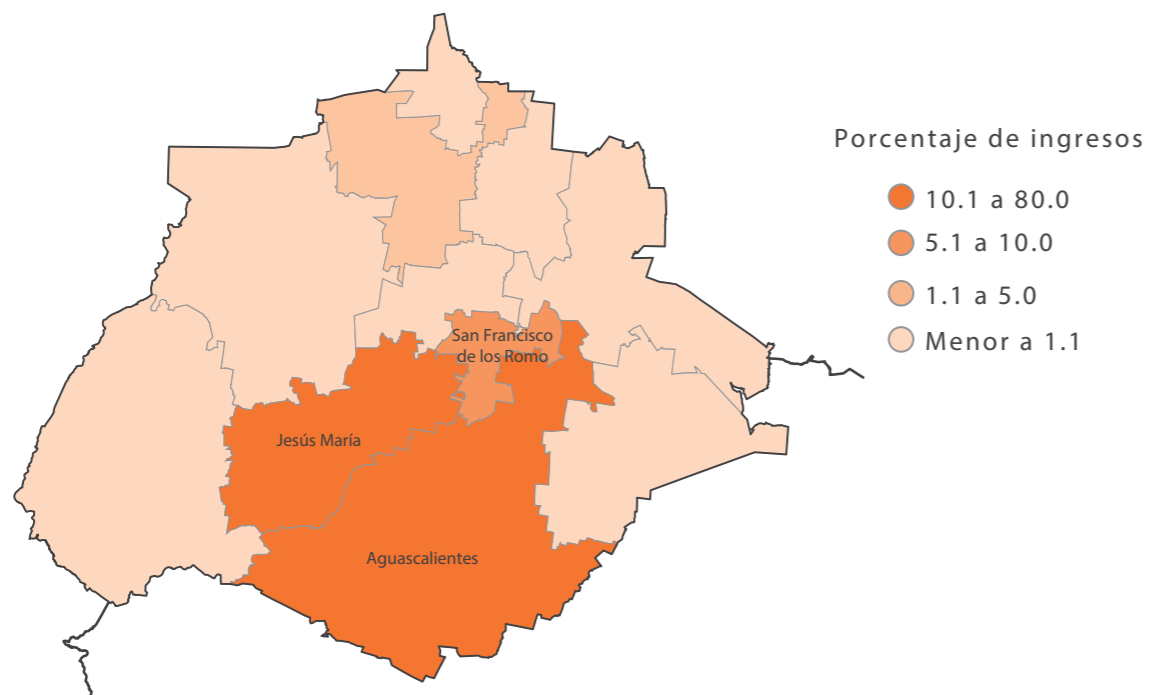 Porcentaje de ingresos
10.1 a 80.0
5.1 a 10.0
1.1 a 5.0
Menor a 1.1
San Francisco
de los Romo
Jesús María
Aguascalientes